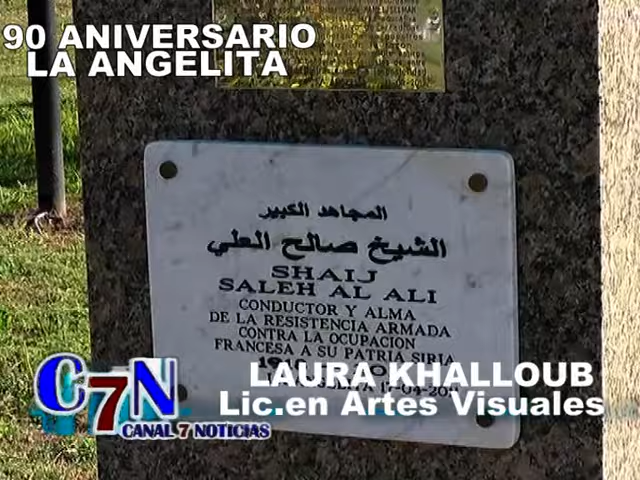 90 ANIVERSARIO
LA ANGELITA
المجاهد الكبير
الشيخ صالح العلي
SHAIJ
SALEH AL ALI
CONDUCTOR Y ALMA
DE LA RESISTENCIA ARMADA
CONTRA LA OCUPACION
FRANCESA A SU PATRIA SIRIA
LAURA KHALLOUB
Lic.en Artes Visuales
C7N
CANAL 7 NOTICIAS